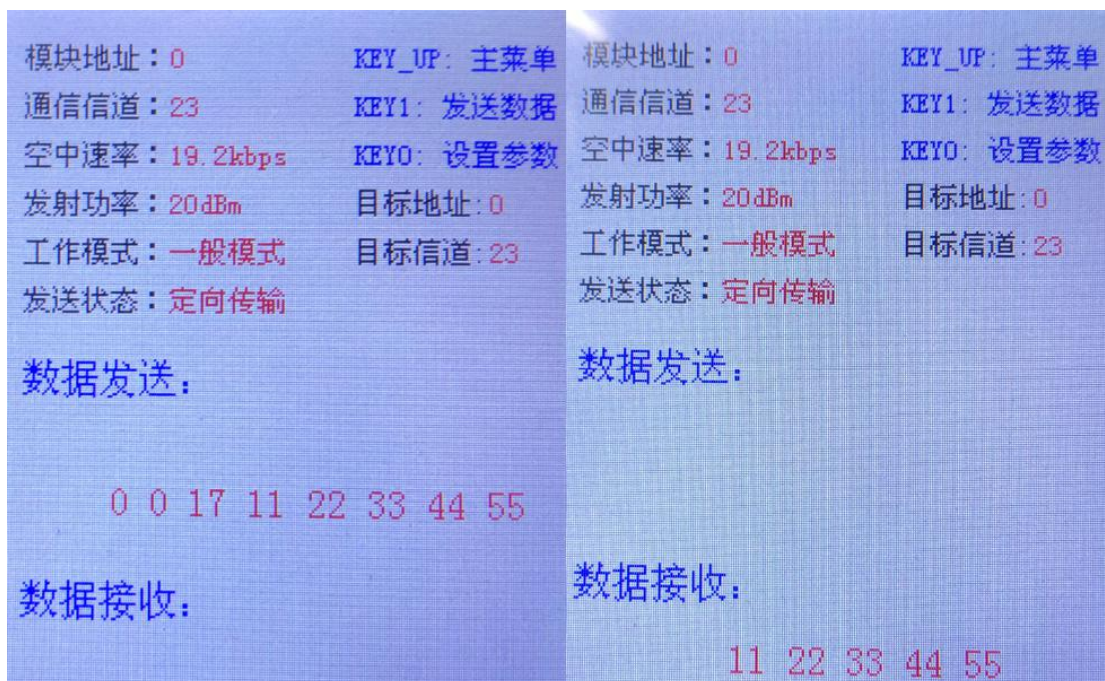 模块地址：0 KEY_UP: 主菜单
通信信道：23 KEY1: 发送数据
空中速率：19.2kbps KEY0: 设置参数
发射功率：20dBm 目标地址:0
工作模式：一般模式 目标信道:23
发送状态：定向传输
数据发送：
0 0 17 11 22 33 44 55
数据接收：
模块地址：0 KEY_UP: 主菜单
通信信道：23 KEY1: 发送数据
空中速率：19.2kbps KEY0: 设置参数
发射功率：20dBm 目标地址:0
工作模式：一般模式 目标信道:23
发送状态：定向传输
数据发送：
数据接收：
11 22 33 44 55